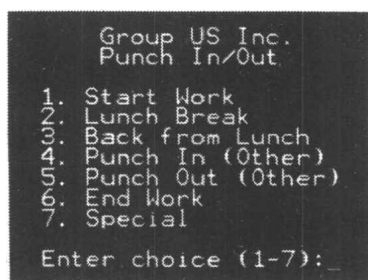 Group US Inc.
Punch In/Out
1. Start Work
2. Lunch Break
3. Back from Lunch
4. Punch In (Other)
5. Punch Out (Other)
6. End Work
7. Special
Enter choice (1-7):_